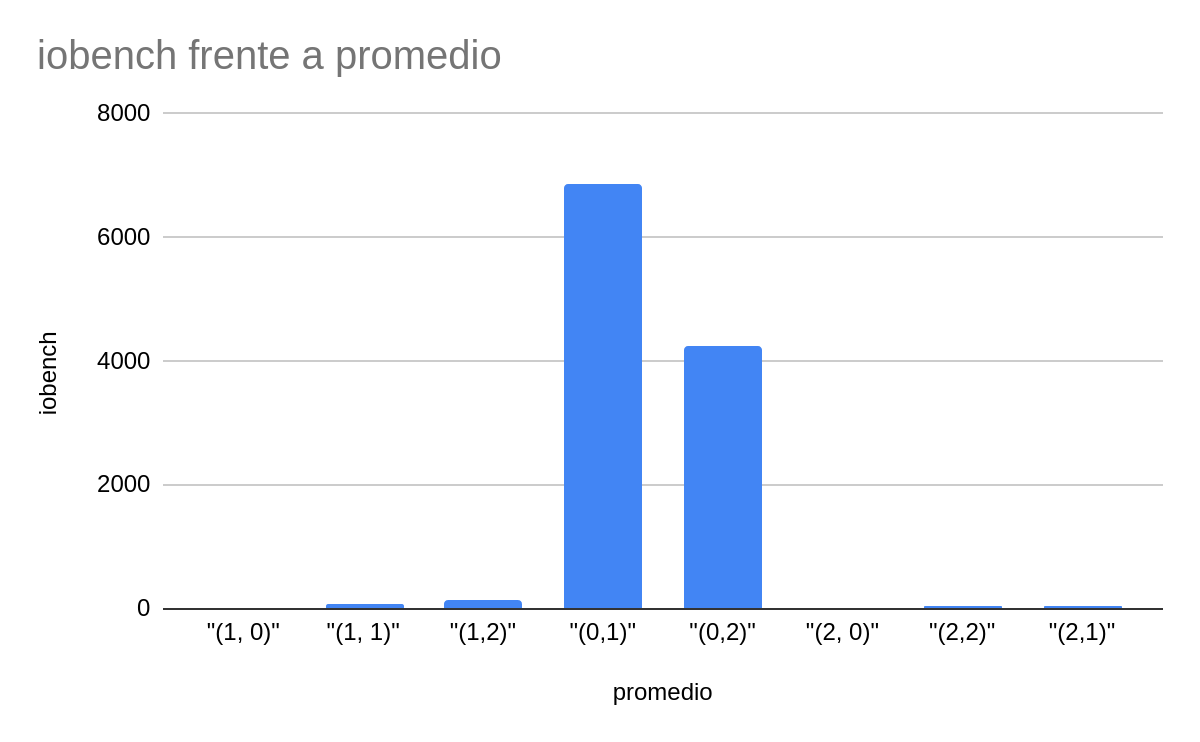 iobench frente a promedio
8000
6000
4000
2000
0
iobench
"(1, 0)" "(1, 1)" "(1,2)" "(0,1)" "(0,2)" "(2, 0)" "(2,2)" "(2,1)"
promedio